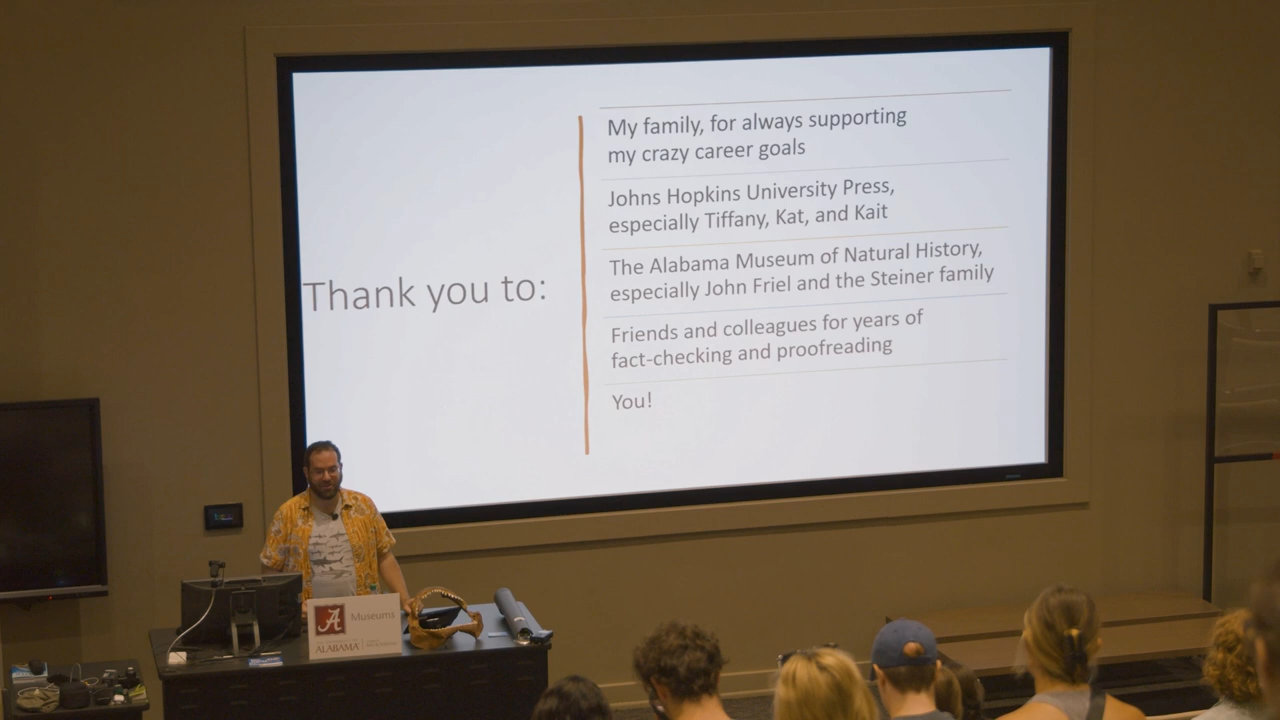 Thank you to:
My family, for always supporting
my crazy career goals
Johns Hopkins University Press,
especially Tiffany, Kat, and Kait
The Alabama Museum of Natural History,
especially John Friel and the Steiner family
Friends and colleagues for years of
fact-checking and proofreading
You!
A
Museums
ALABAMA